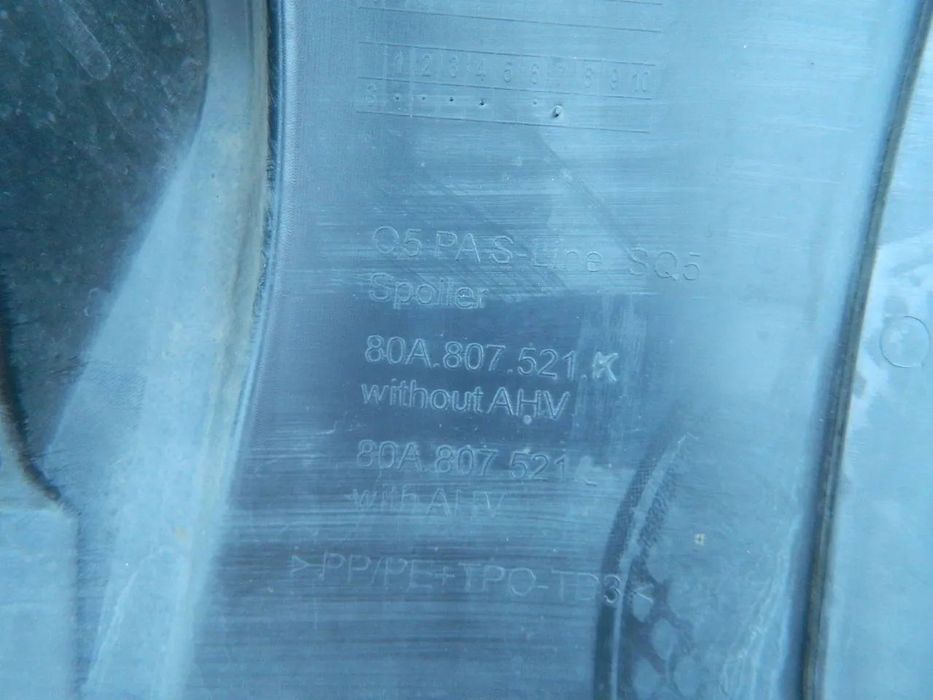 1 2 3 4 5 6 7 8 9 10
Q5 PA S-Line SQ5
Spoiler
80A.807.521.K
without AHV
80A.807.521
with AHV
>PP/PE+TPO-TD3 <